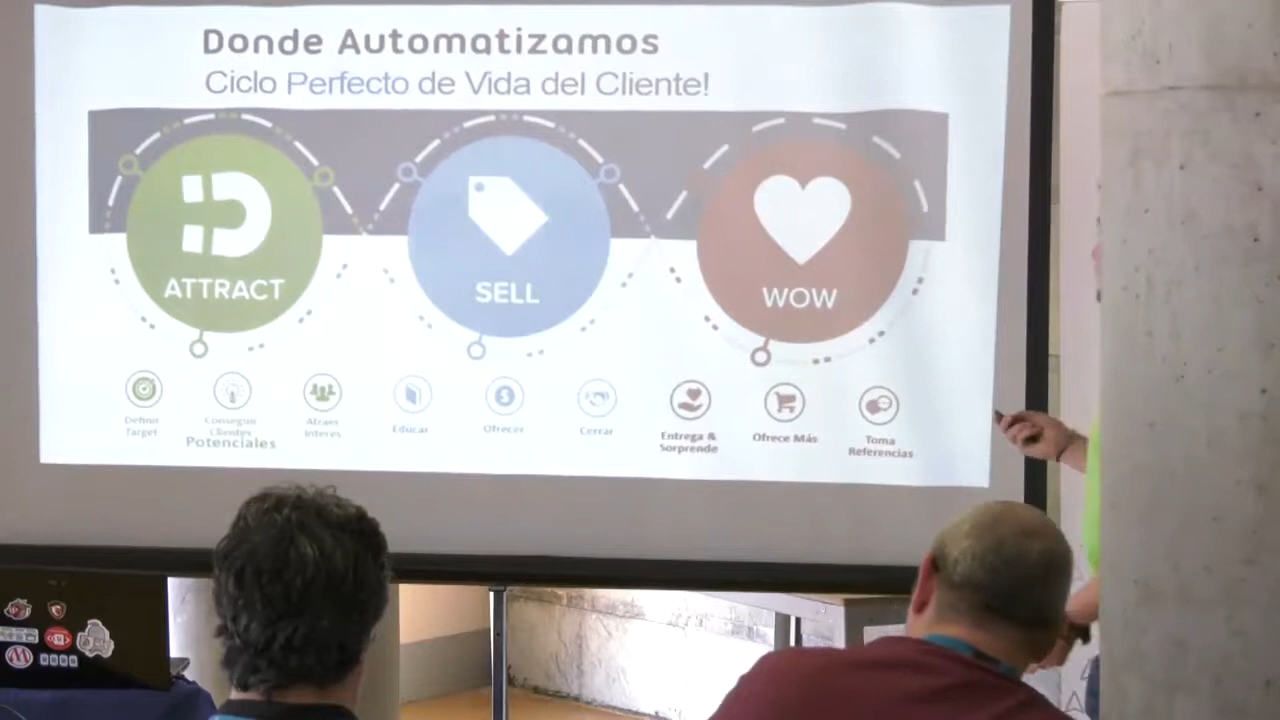 Donde Automatizamos
Ciclo Perfecto de Vida del Cliente!
ATTRACT
SELL
WOW
Definir
Target
Conseguir
Clientes
Potenciales
Atraer
Interes
Educar
Ofrecer
Cerrar
Entrega &
Sorprende
Ofrece Más
Toma
Referencias